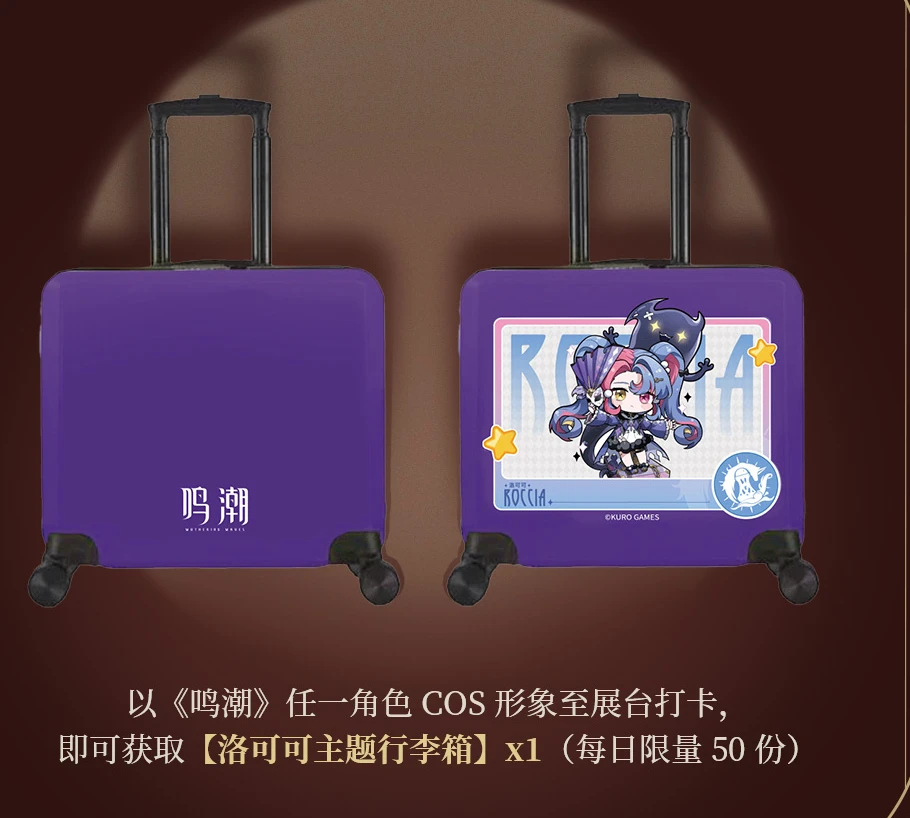 鸣潮
WUTHERING WAVES
ROCCIA
洛可可
ROCCIA
©KURO GAMES
以《鸣潮》任一角色 COS 形象至展台打卡，
即可获取【洛可可主题行李箱】x1（每日限量 50 份）